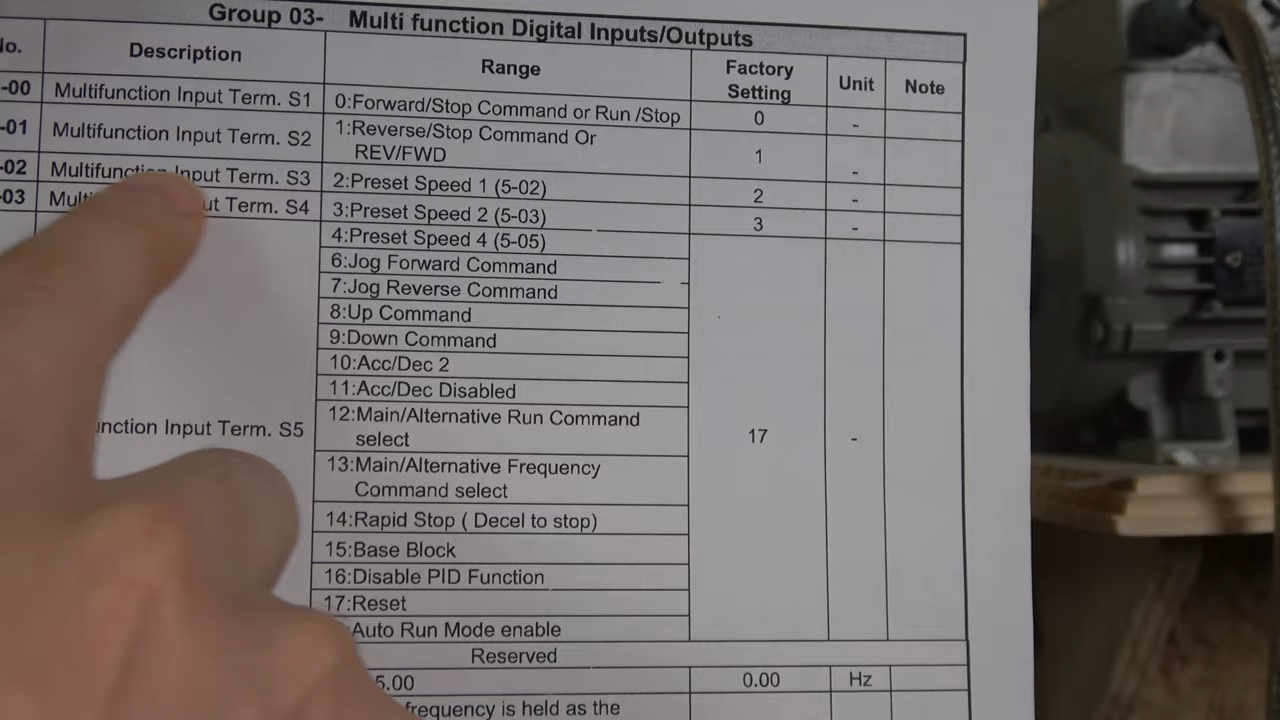 Group 03- Multi function Digital Inputs/Outputs
No. Description Range Factory Setting Unit Note
-00 Multifunction Input Term. S1 0:Forward/Stop Command or Run /Stop 0 -
-01 Multifunction Input Term. S2 1:Reverse/Stop Command Or REV/FWD 1 -
-02 Multifunction Input Term. S3 2:Preset Speed 1 (5-02) 2 -
-03 Term. S4 3:Preset Speed 2 (5-03) 3 -
4:Preset Speed 4 (5-05)
6:Jog Forward Command
7:Jog Reverse Command
8:Up Command
9:Down Command
10:Acc/Dec 2
11:Acc/Dec Disabled
Input Term. S5 12:Main/Alternative Run Command select 17 -
13:Main/Alternative Frequency
Command select
14:Rapid Stop ( Decel to stop)
15:Base Block
16:Disable PID Function
17:Reset
Auto Run Mode enable
Reserved
5.00 0.00 Hz
frequency is held as the